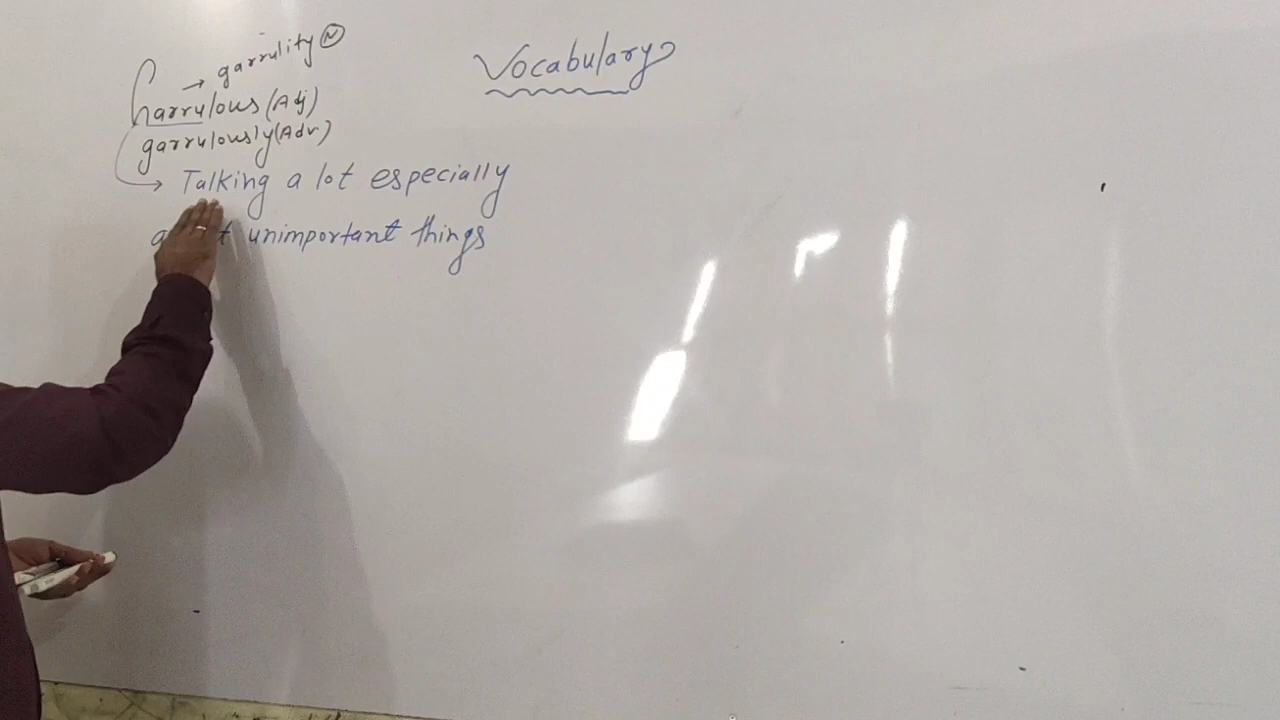 Vocabulary
→ garrulity (N)
Garrulous (Adj)
garrulously (Adv)
→ Talking a lot especially
unimportant things